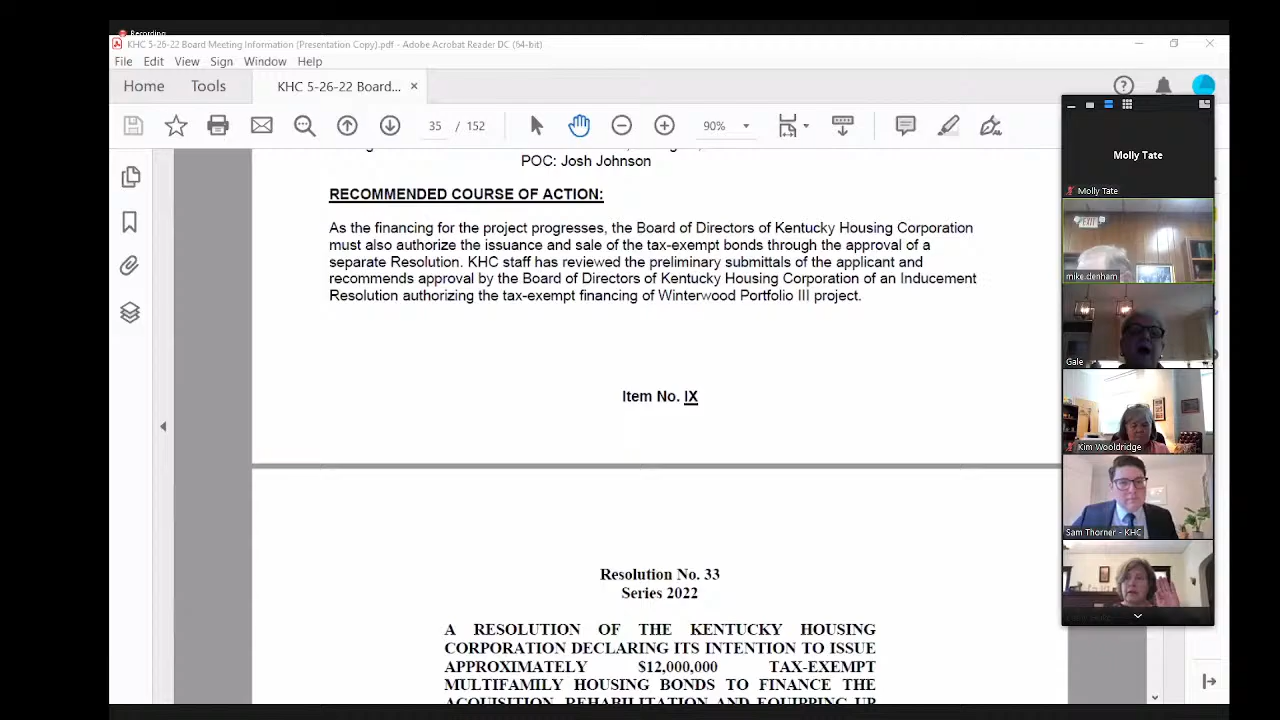 Recording
KHC 5-26-22 Board Meeting Information (Presentation Copy).pdf - Adobe Acrobat Reader DC (64-bit)
File Edit View Sign Window Help
Home Tools KHC 5-26-22 Board...
35 / 152 90%
POC: Josh Johnson
RECOMMENDED COURSE OF ACTION:
As the financing for the project progresses, the Board of Directors of Kentucky Housing Corporation
must also authorize the issuance and sale of the tax-exempt bonds through the approval of a
separate Resolution. KHC staff has reviewed the preliminary submittals of the applicant and
recommends approval by the Board of Directors of Kentucky Housing Corporation of an Inducement
Resolution authorizing the tax-exempt financing of Winterwood Portfolio III project.
Item No. IX
Resolution No. 33
Series 2022
A RESOLUTION OF THE KENTUCKY HOUSING
CORPORATION DECLARING ITS INTENTION TO ISSUE
APPROXIMATELY $12,000,000 TAX-EXEMPT
MULTIFAMILY HOUSING BONDS TO FINANCE THE
ACQUISITION, REHABILITATION AND EQUIPPING UP
Molly Tate
Molly Tate
EXIT
mike denham
Gale
Kim Wooldridge
Sam Thorner - KHC